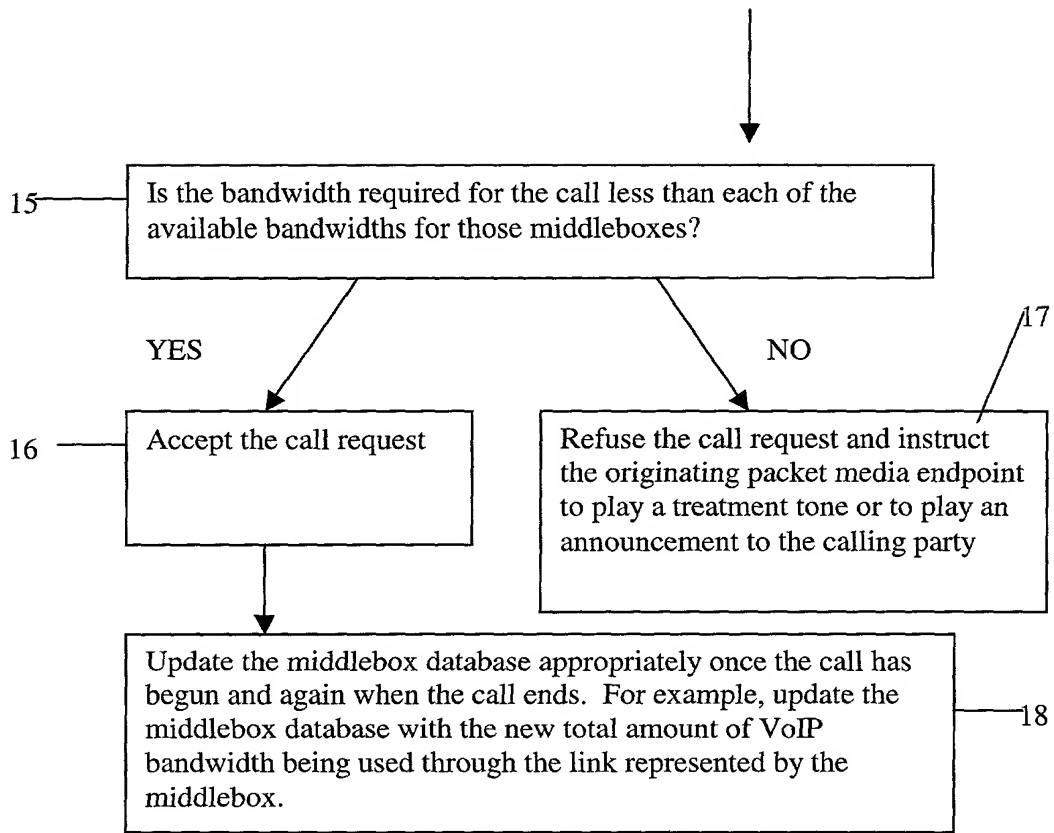 15
Is the bandwidth required for the call less than each of the
available bandwidths for those middleboxes?
YES
NO
17
16
Accept the call request
Refuse the call request and instruct
the originating packet media endpoint
to play a treatment tone or to play an
announcement to the calling party
Update the middlebox database appropriately once the call has
begun and again when the call ends. For example, update the
middlebox database with the new total amount of VoIP
bandwidth being used through the link represented by the
middlebox.
18